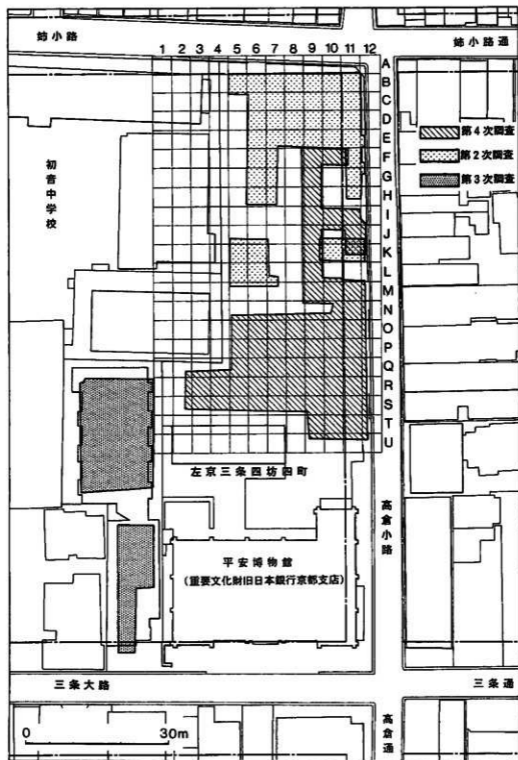 姉小路
姉小路通
1 2 3 4 5 6 7 8 9 10 11 12
A
B
C
D
E
F
G
H
I
J
K
L
M
N
O
P
Q
R
S
T
U
第4次調査
第2次調査
第3次調査
初音中学校
左京三条四坊四町
高倉小路
平安博物館
(重要文化財旧日本銀行京都支店)
三条大路
三条通
0 30m
高倉通